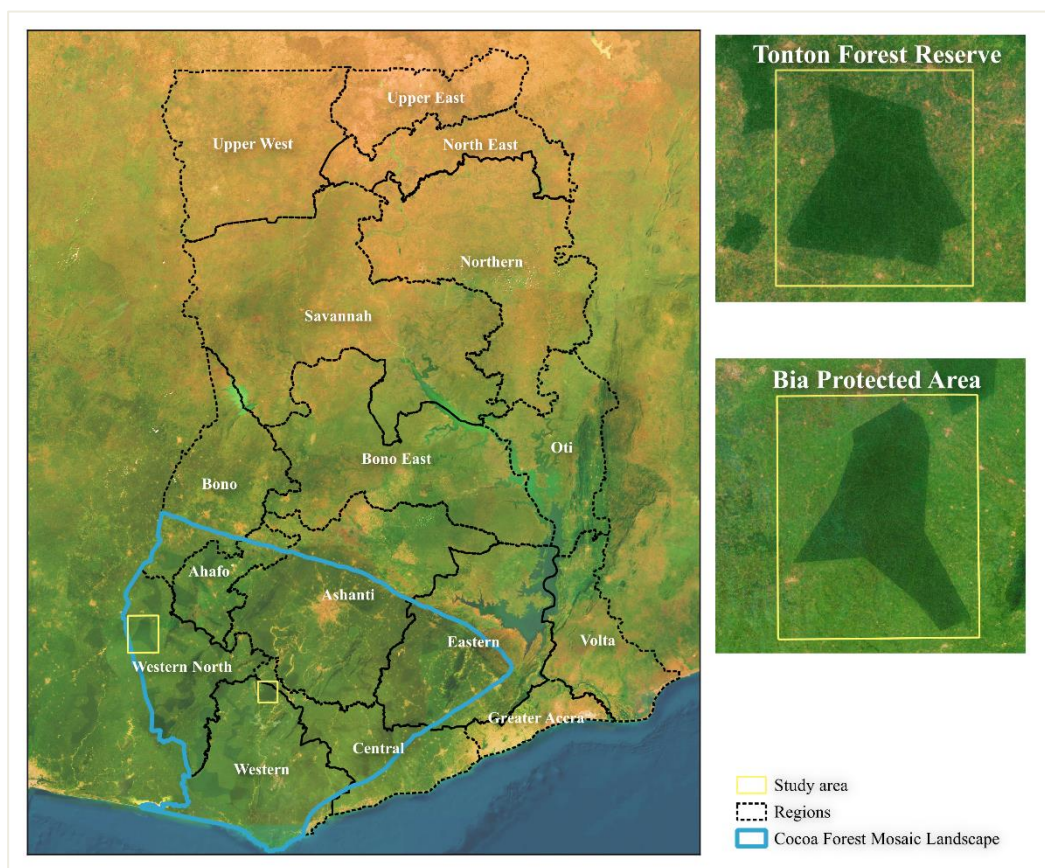 Upper East
Upper West
North East
Northern
Savannah
Oti
Bono East
Bono
Ahafo
Ashanti
Eastern
Volta
Western North
Greater Accra
Central
Western
Tonton Forest Reserve
Bia Protected Area
Study area
Regions
Cocoa Forest Mosaic Landscape